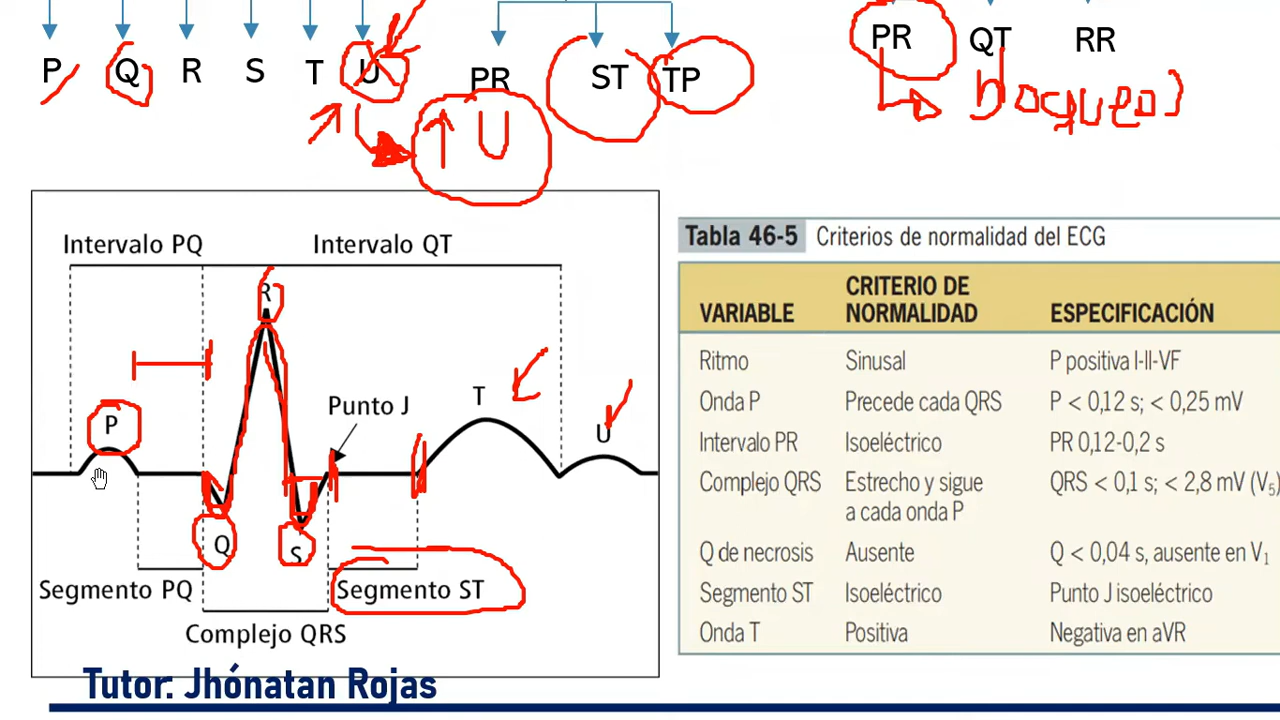 P Q R S T U PR ST TP PR QT RR
↑ U
Intervalo PQ Intervalo QT
R
Punto J
T
P
U
Q
S
Segmento PQ
Segmento ST
Complejo QRS
Tutor: Jhónatan Rojas
Tabla 46-5 Criterios de normalidad del ECG
VARIABLE CRITERIO DE NORMALIDAD ESPECIFICACIÓN
Ritmo Sinusal P positiva I-II-VF
Onda P Precede cada QRS P < 0,12 s; < 0,25 mV
Intervalo PR Isoeléctrico PR 0,12-0,2 s
Complejo QRS Estrecho y sigue a cada onda P QRS < 0,1 s; < 2,8 mV (V5)
Q de necrosis Ausente Q < 0,04 s, ausente en V1
Segmento ST Isoeléctrico Punto J isoeléctrico
Onda T Positiva Negativa en aVR